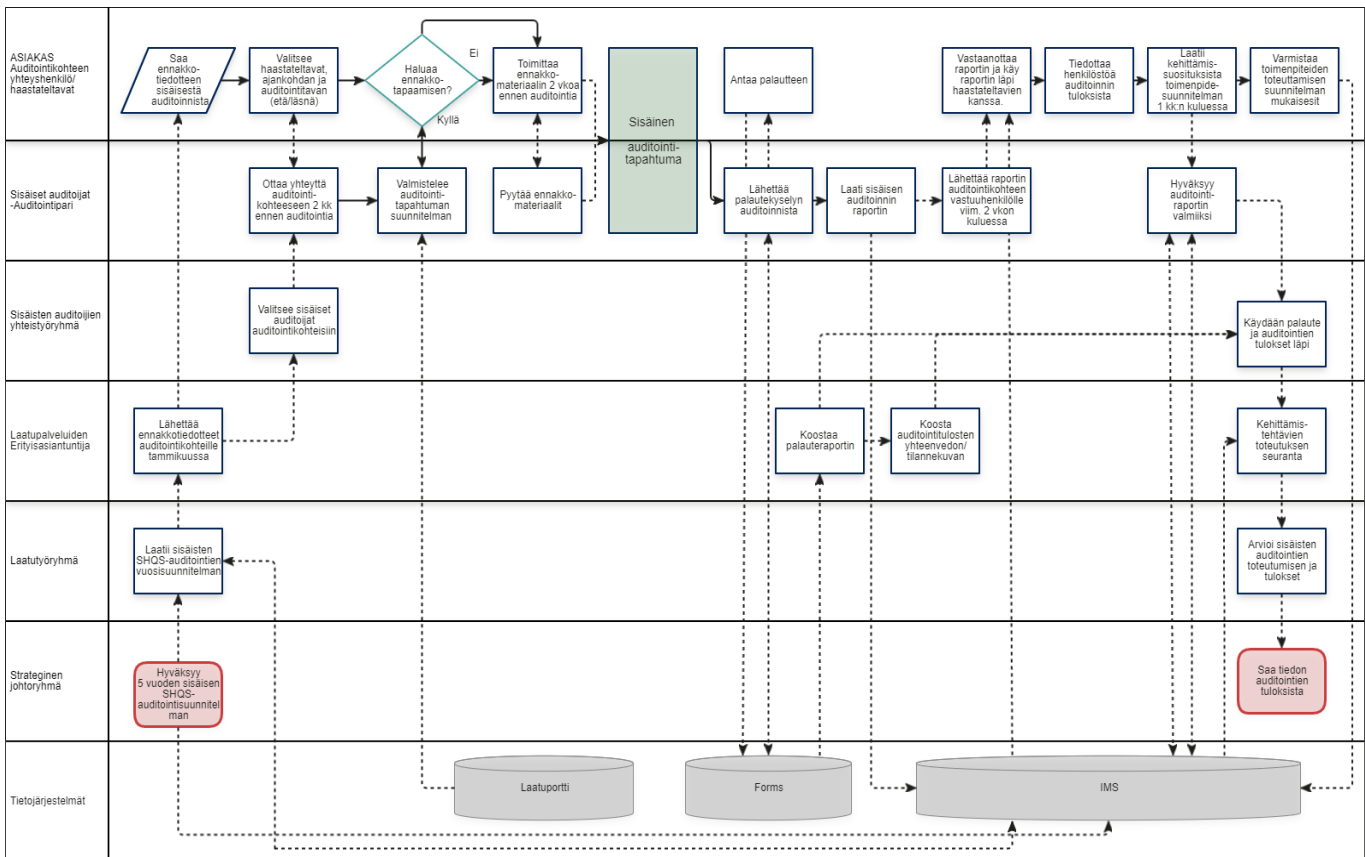 ASIAKAS
Auditointikohteen
yhteyshenkilö/
haastateltavat
Saa
ennakko-
tiedotteen
sisäisestä
auditoinnista
Valitsee
haastateltavat,
ajankohdan ja
auditointitavan
(etä/läsnä)
Haluaa
ennakko-
tapaamisen?
Ei
Kyllä
Toimittaa
ennakko-
materiaalin 2 vkoa
ennen auditointia
Sisäinen
auditointi-
tapahtuma
Antaa palautteen
Vastaanottaa
raportin ja käy
raportin läpi
haastateltavien
kanssa.
Tiedottaa
henkilöstöä
auditoinnin
tuloksista
Laatii
kehittämis-
suosituksista
toimenpide-
suunnitelman
1 kk:n kuluessa
Varmistaa
toimenpiteiden
toteuttamisen
suunnitelman
mukaisesit
Sisäiset auditoijat
-Auditointipari
Ottaa yhteyttä
auditointi-
kohteeseen 2 kk
ennen auditointia
Valmistelee
auditointi-
tapahtuman
suunnitelman
Pyytää ennakko-
materiaalit
Lähettää
palautekyselyn
auditoinnista
Laati sisäisen
auditoinnin
raportin
Lähettää raportin
auditointikohteen
vastuuhenkilölle
viim. 2 vkon
kuluessa
Hyväksyy
auditointi-
raportin
valmiiksi
Sisäisten auditoijien
yhteistyöryhmä
Valitsee sisäiset
auditoijat
auditointikohteisiin
Käydään palaute
ja auditointien
tulokset läpi
Laatupalveluiden
Erityisasiantuntija
Lähettää
ennakkotiedotteet
auditointikohteille
tammikuussa
Koostaa
palauteraportin
Koosta
auditointitulosten
yhteenvedon/
tilannekuvan
Kehittämis-
tehtävien
toteutuksen
seuranta
Laatutyöryhmä
Laatii sisäisten
SHQS-auditointien
vuosisuunnitelman
Arvioi sisäisten
auditointien
toteutumisen ja
tulokset
Strateginen
johtoryhmä
Hyväksyy
5 vuoden sisäisen
SHQS-
auditointisuunnitel
man
Saa tiedon
auditointien
tuloksista
Tietojärjestelmät
Laatuportti
Forms
IMS